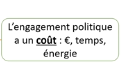 L'engagement politique
a un coût : €, temps,
énergie